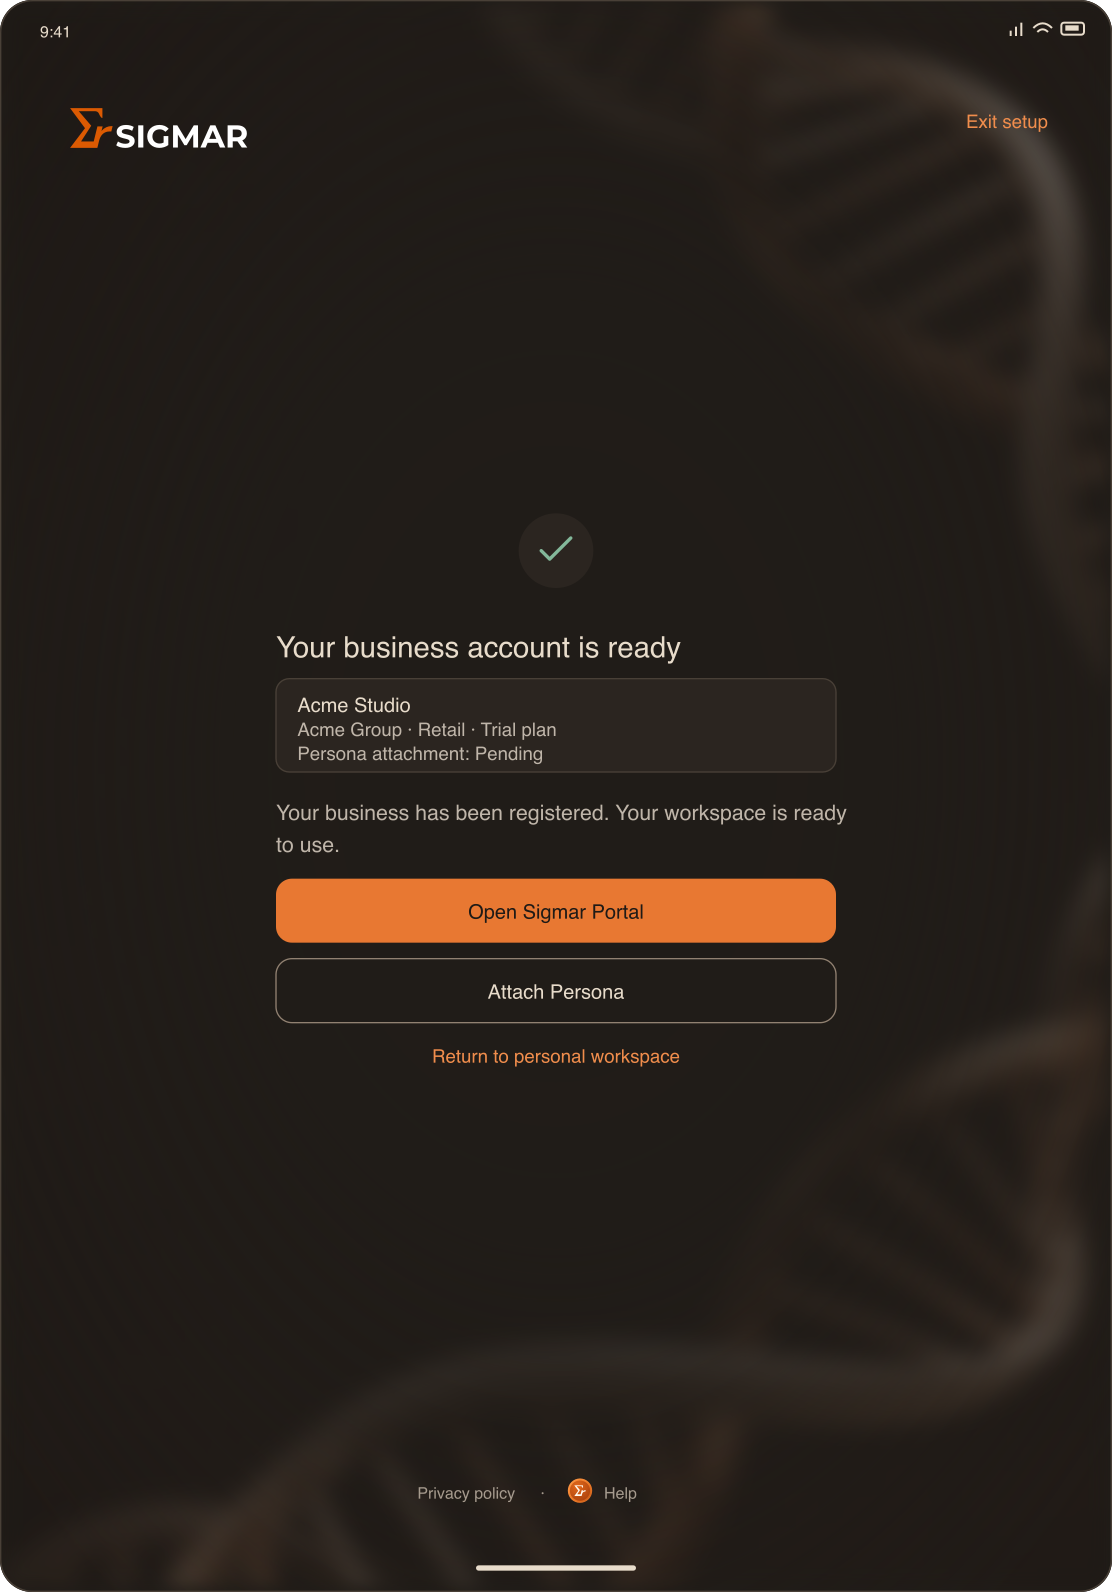 9:41
SIGMAR
Exit setup
Your business account is ready
Acme Studio
Acme Group · Retail · Trial plan
Persona attachment: Pending
Your business has been registered. Your workspace is ready
to use.
Open Sigmar Portal
Attach Persona
Return to personal workspace
Privacy policy · Help